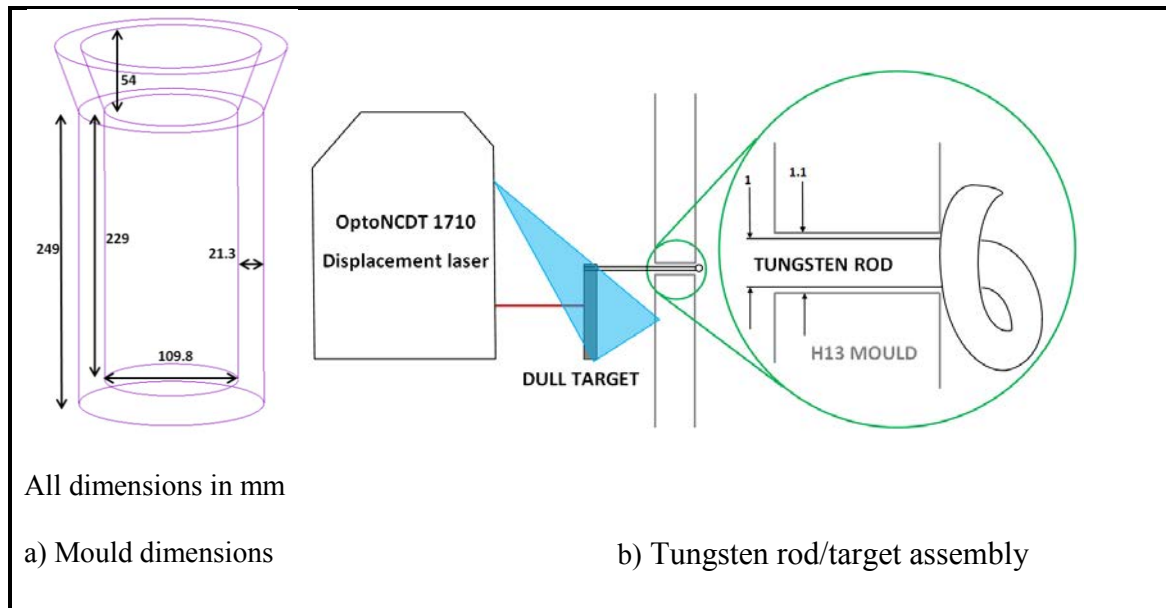 54
249
229
21.3
109.8
OptoNCDT 1710
Displacement laser
DULL TARGET
1
1.1
TUNGSTEN ROD
H13 MOULD
All dimensions in mm
a) Mould dimensions
b) Tungsten rod/target assembly